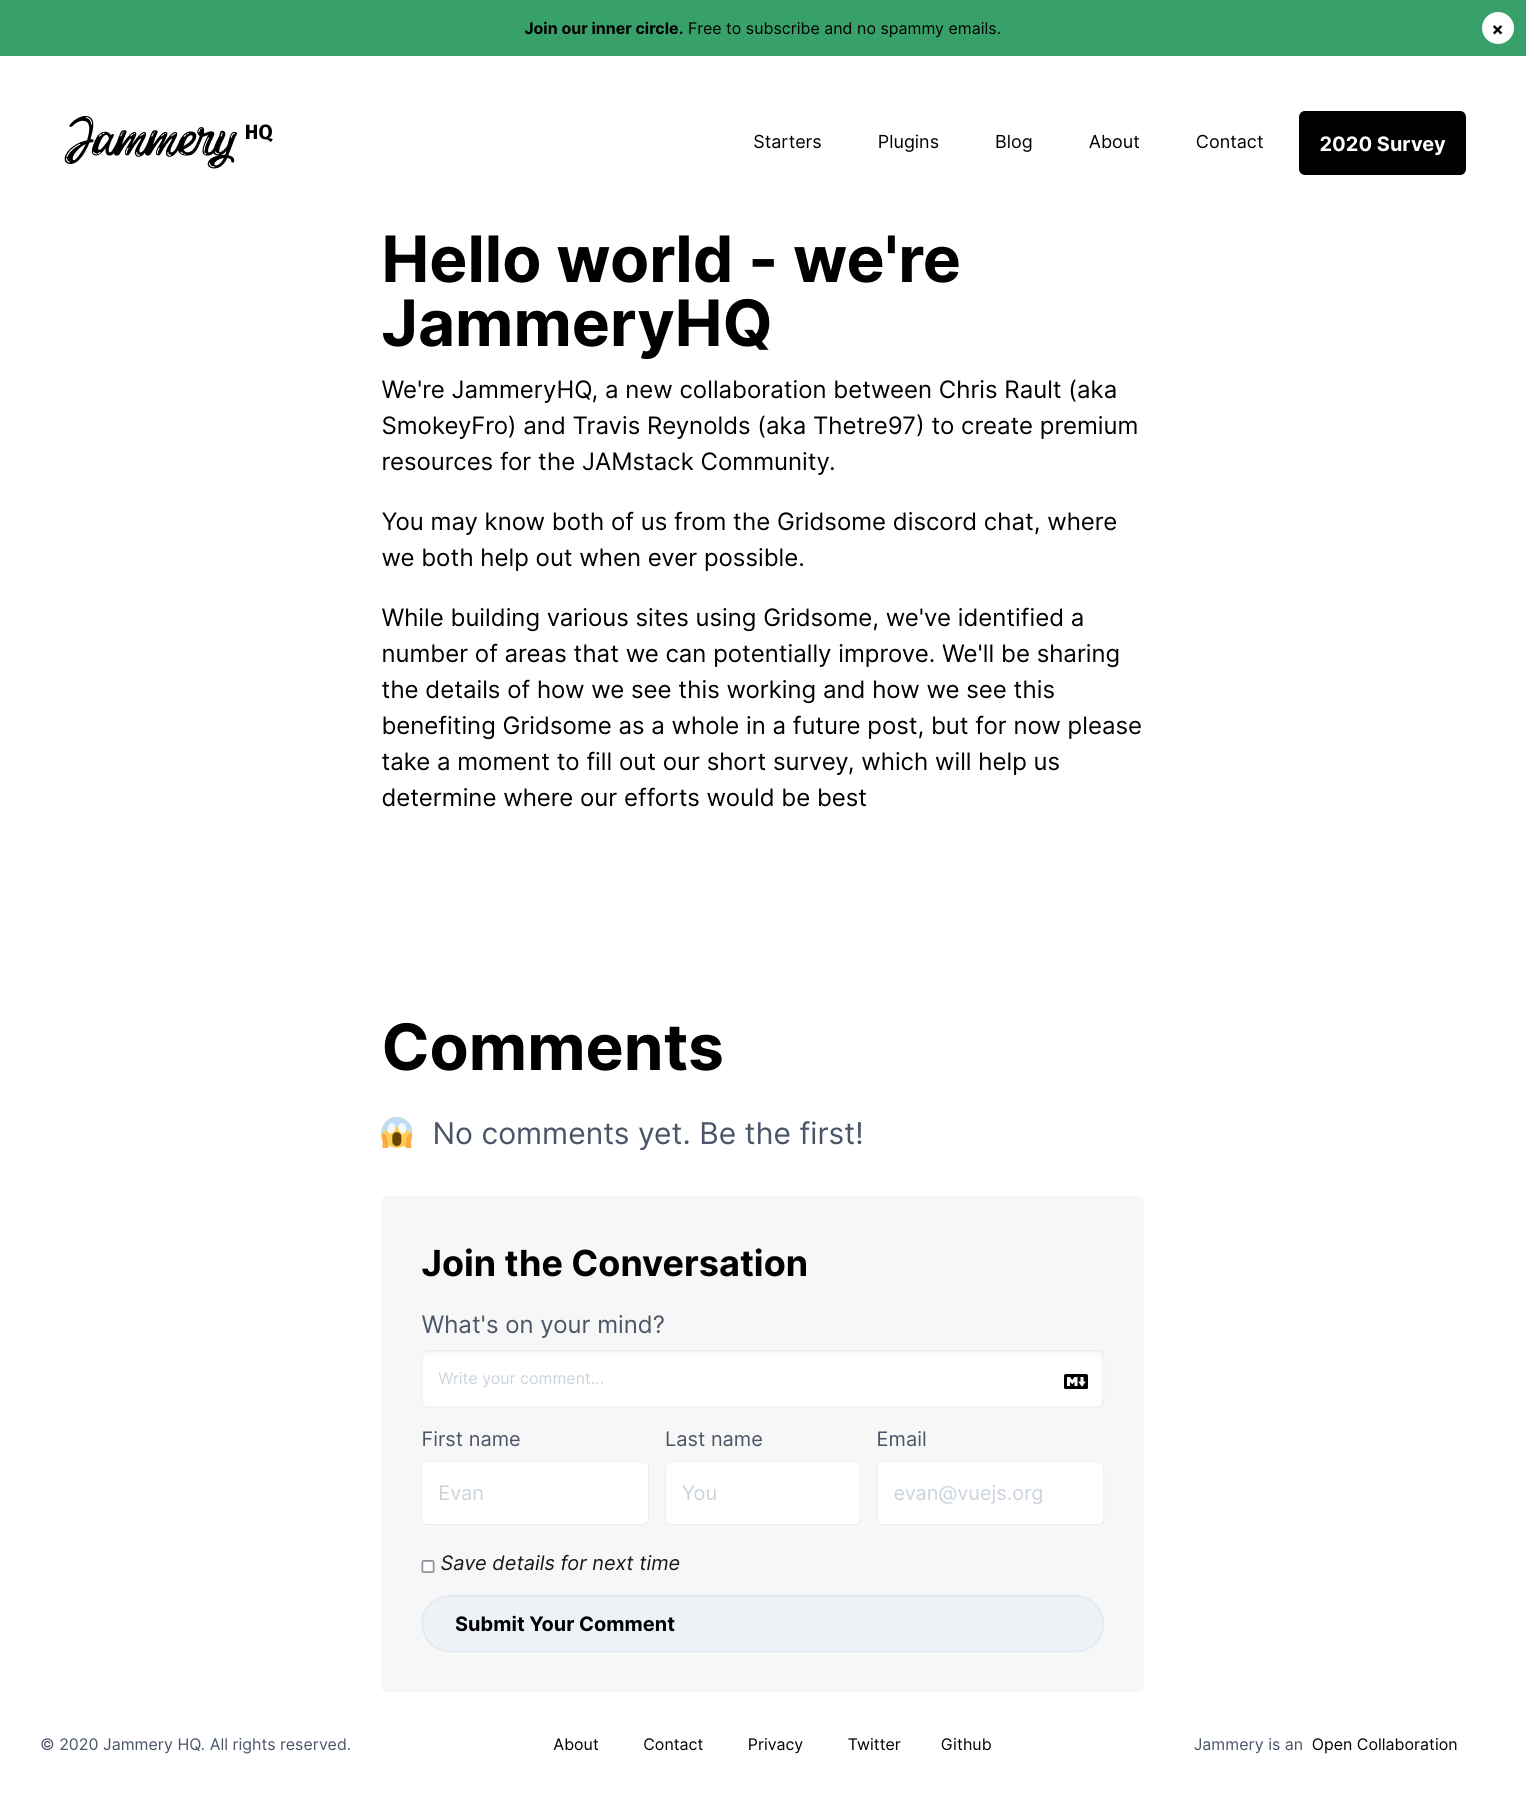 Join our inner circle. Free to subscribe and no spammy emails.
×
Jammery HQ
Starters
Plugins
Blog
About
Contact
2020 Survey
Hello world - we're
JammeryHQ
We're JammeryHQ, a new collaboration between Chris Rault (aka
SmokeyFro) and Travis Reynolds (aka Thetre97) to create premium
resources for the JAMstack Community.
You may know both of us from the Gridsome discord chat, where
we both help out when ever possible.
While building various sites using Gridsome, we've identified a
number of areas that we can potentially improve. We'll be sharing
the details of how we see this working and how we see this
benefiting Gridsome as a whole in a future post, but for now please
take a moment to fill out our short survey, which will help us
determine where our efforts would be best
Comments
😱 No comments yet. Be the first!
Join the Conversation
What's on your mind?
Write your comment...
M↓
First name
Last name
Email
Evan
You
evan@vuejs.org
Save details for next time
Submit Your Comment
© 2020 Jammery HQ. All rights reserved.
About
Contact
Privacy
Twitter
Github
Jammery is an Open Collaboration